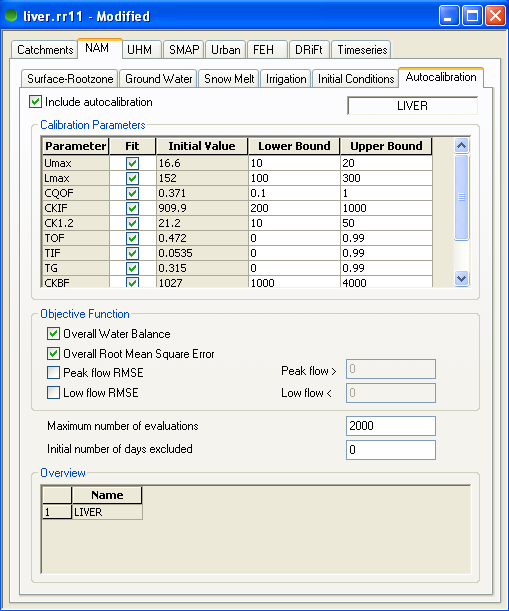 liver.rr11 - Modified
Catchments NAM UHM SMAP Urban FEH DRiFt Timeseries
Surface-Rootzone Ground Water Snow Melt Irrigation Initial Conditions Autocalibration
Include autocalibration LIVER
Calibration Parameters
Parameter Fit Initial Value Lower Bound Upper Bound
Umax 16.6 10 20
Lmax 152 100 300
CQOF 0.371 0.1 1
CKIF 909.9 200 1000
CK1.2 21.2 10 50
TOF 0.472 0 0.99
TIF 0.0535 0 0.99
TG 0.315 0 0.99
CKBF 1027 1000 4000
Objective Function
Overall Water Balance
Overall Root Mean Square Error
Peak flow RMSE Peak flow > 0
Low flow RMSE Low flow < 0
Maximum number of evaluations 2000
Initial number of days excluded 0
Overview
Name
1 LIVER